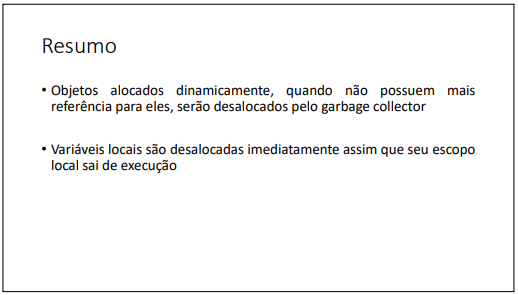 Resumo
• Objetos alocados dinamicamente, quando não possuem mais
referência para eles, serão desalocados pelo garbage collector
• Variáveis locais são desalocadas imediatamente assim que seu escopo
local sai de execução